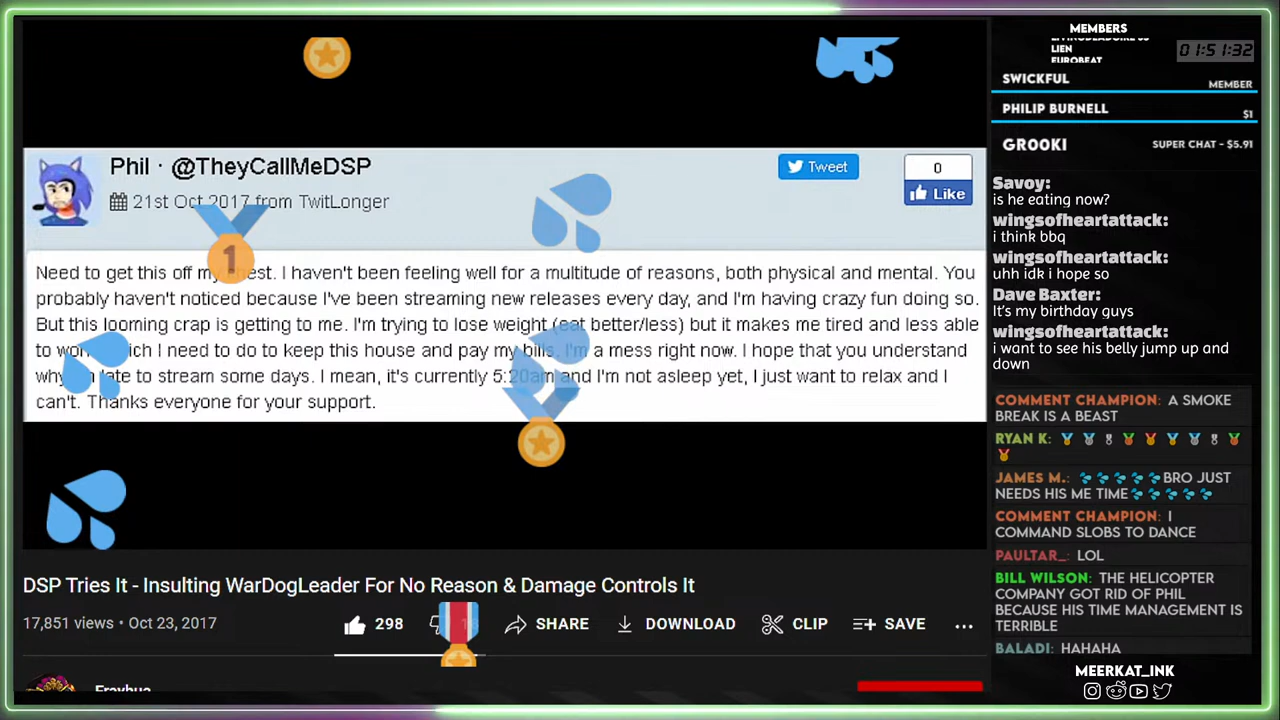 Phil · @TheyCallMeDSP
21st Oct 2017 from TwitLonger
Tweet
0
Like
1
Need to get this off my chest. I haven't been feeling well for a multitude of reasons, both physical and mental. You
probably haven't noticed because I've been streaming new releases every day, and I'm having crazy fun doing so.
But this looming crap is getting to me. I'm trying to lose weight (eat better/less) but it makes me tired and less able
to work which I need to do to keep this house and pay my bills. I'm a mess right now. I hope that you understand
why I'm late to stream some days. I mean, it's currently 5:20am and I'm not asleep yet, I just want to relax and I
can't. Thanks everyone for your support.
DSP Tries It - Insulting WarDogLeader For No Reason & Damage Controls It
17,851 views • Oct 23, 2017
298
SHARE
DOWNLOAD
CLIP
SAVE
MEMBERS
LIEN
EUROBEAT
01:51:32
SWICKFUL
MEMBER
PHILIP BURNELL
$1
GROOKI
SUPER CHAT - $5.91
Savoy:
is he eating now?
wingsofheartattack:
i think bbq
wingsofheartattack:
uhh idk i hope so
Dave Baxter:
It's my birthday guys
wingsofheartattack:
i want to see his belly jump up and
down
COMMENT CHAMPION: A SMOKE
BREAK IS A BEAST
RYAN K:
JAMES M.: BRO JUST
NEEDS HIS ME TIME
COMMENT CHAMPION: I
COMMAND SLOBS TO DANCE
PAULTAR_: LOL
BILL WILSON: THE HELICOPTER
COMPANY GOT RID OF PHIL
BECAUSE HIS TIME MANAGEMENT IS
TERRIBLE
BALADI: HAHAHA
MEERKAT_INK